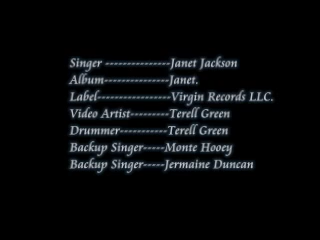 Singer ---------------Janet Jackson
Album---------------Janet.
Label-----------------Virgin Records LLC.
Video Artist---------Terell Green
Drummer-----------Terell Green
Backup Singer-----Monte Hooey
Backup Singer-----Jermaine Duncan